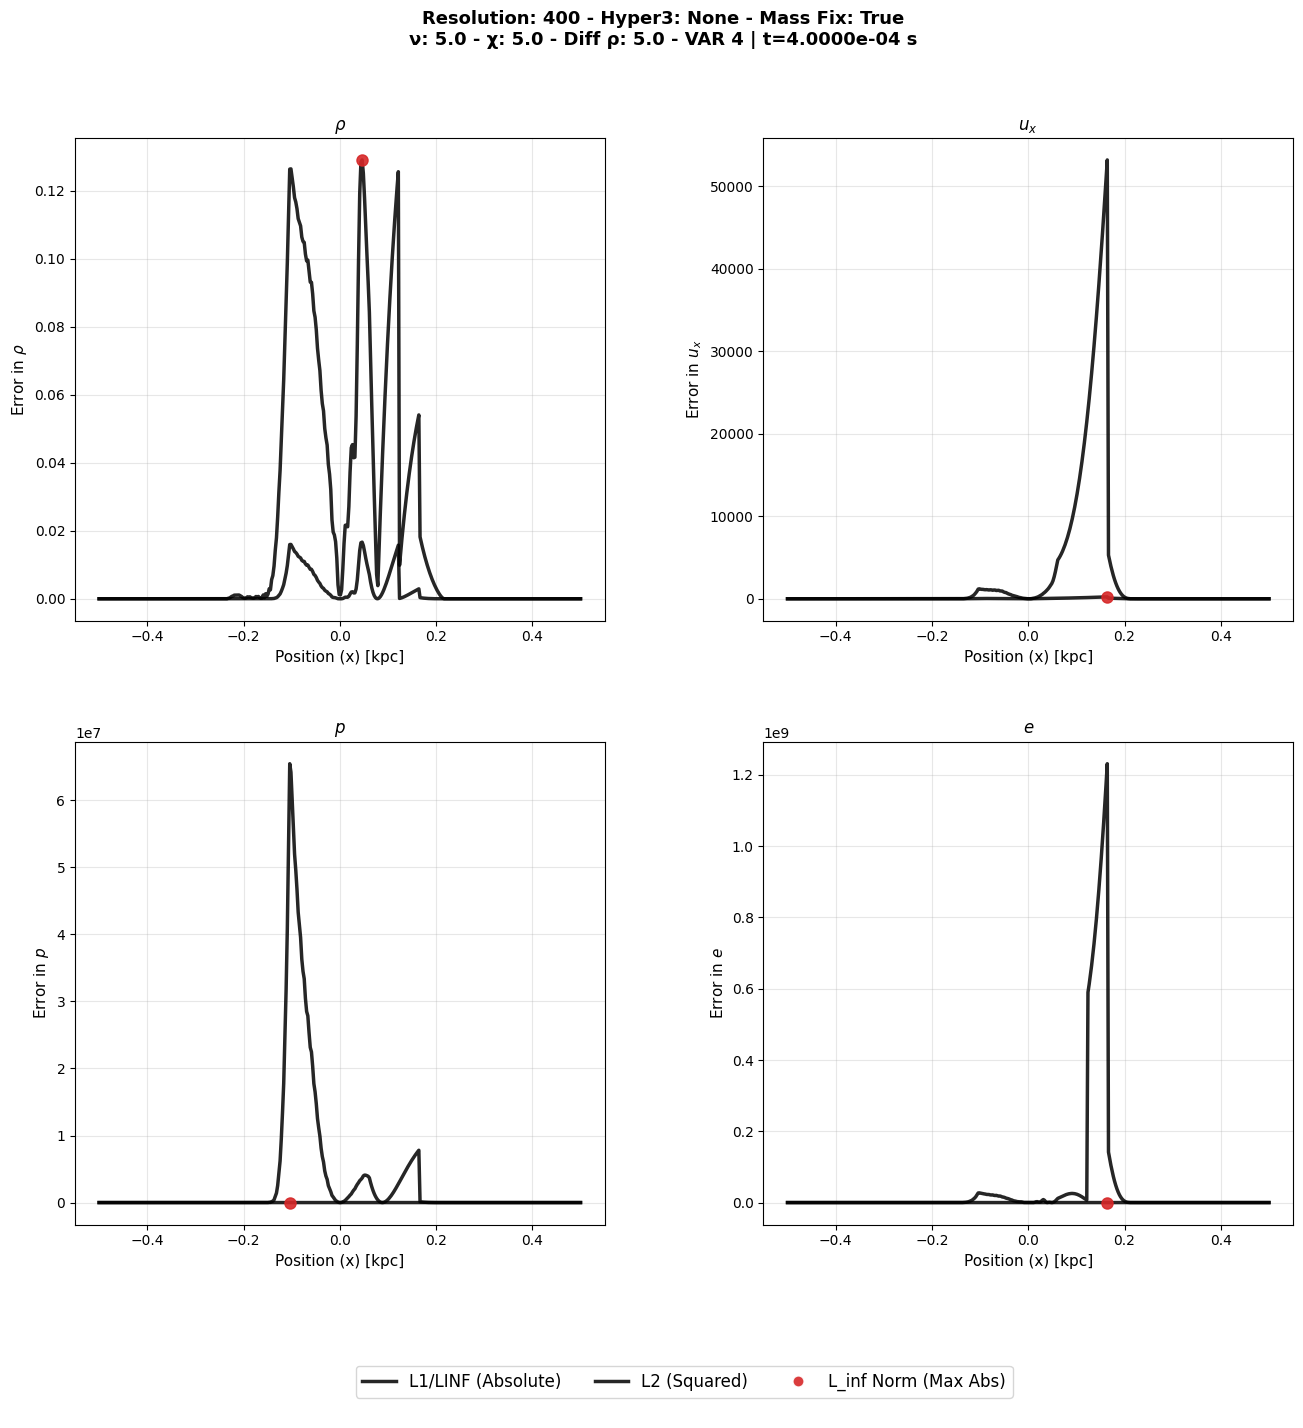 Resolution: 400 - Hyper3: None - Mass Fix: True
ν: 5.0 - χ: 5.0 - Diff ρ: 5.0 - VAR 4 | t=4.0000e-04 s
ρ
Error in ρ
0.12
0.10
0.08
0.06
0.04
0.02
0.00
−0.4 −0.2 0.0 0.2 0.4
Position (x) [kpc]
u_x
Error in u_x
50000
40000
30000
20000
10000
0
−0.4 −0.2 0.0 0.2 0.4
Position (x) [kpc]
p
1e7
Error in p
6
5
4
3
2
1
0
−0.4 −0.2 0.0 0.2 0.4
Position (x) [kpc]
e
1e9
Error in e
1.2
1.0
0.8
0.6
0.4
0.2
0.0
−0.4 −0.2 0.0 0.2 0.4
Position (x) [kpc]
L1/LINF (Absolute) L2 (Squared) L_inf Norm (Max Abs)